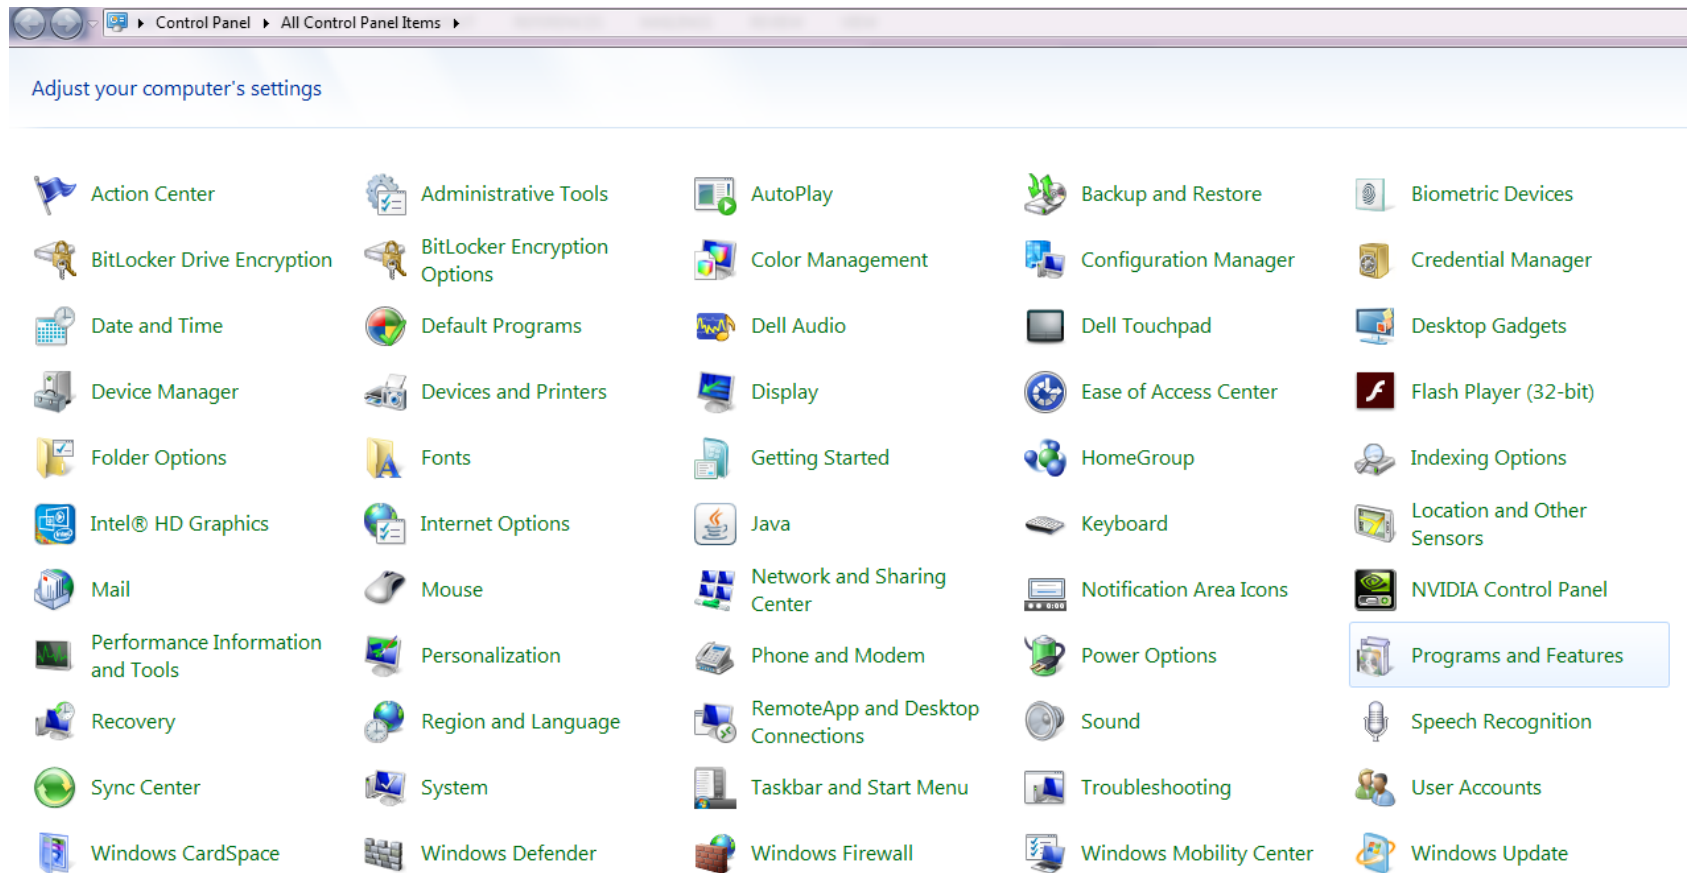 Control Panel All Control Panel Items
Adjust your computer's settings
Action Center Administrative Tools AutoPlay Backup and Restore Biometric Devices
BitLocker Drive Encryption BitLocker Encryption Options Color Management Configuration Manager Credential Manager
Date and Time Default Programs Dell Audio Dell Touchpad Desktop Gadgets
Device Manager Devices and Printers Display Ease of Access Center Flash Player (32-bit)
Folder Options Fonts Getting Started HomeGroup Indexing Options
Intel® HD Graphics Internet Options Java Keyboard Location and Other Sensors
Mail Mouse Network and Sharing Center Notification Area Icons NVIDIA Control Panel
Performance Information and Tools Personalization Phone and Modem Power Options Programs and Features
Recovery Region and Language RemoteApp and Desktop Connections Sound Speech Recognition
Sync Center System Taskbar and Start Menu Troubleshooting User Accounts
Windows CardSpace Windows Defender Windows Firewall Windows Mobility Center Windows Update